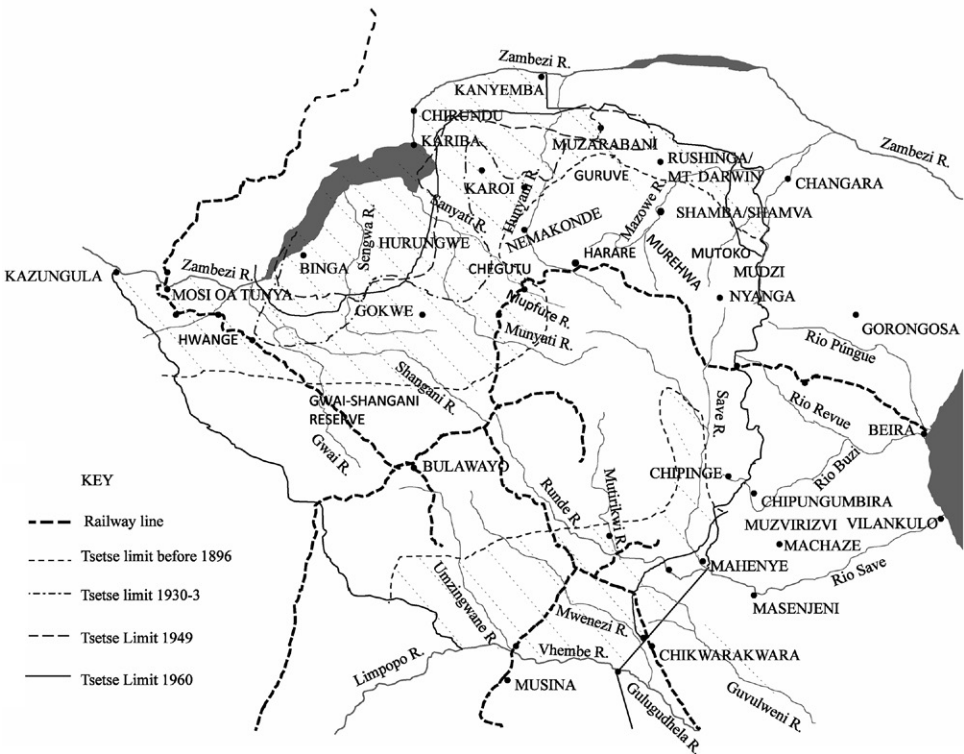 Zambezi R.
KANYEMBA
CHIRUNDU
KARIBA
MUZARABANI
RUSHINGA/
MT. DARWIN
Zambezi R.
CHANGARA
KAROI
GURUVE
Hunyani R.
Mazowe R.
Sanyati R.
SHAMBA/SHAMVA
NEMAKONDE
Sengwa R.
HURUNGWE
HARARE
MUREHWA
MUTOKO
MUDZI
BINGA
CHEGUTU
KAZUNGULA
Zambezi R.
MOSI OA TUNYA
NYANGA
Mupfure R.
GOKWE
Munyati R.
GORONGOSA
HWANGE
Rio Púngue
Shangani R.
GWAI-SHANGANI
RESERVE
Save R.
Rio Revue
BEIRA
Gwai R.
BULAWAYO
Rio Buzi
CHIPINGE
Runde R.
Mutirikwi R.
CHIPUNGUMBIRA
MUZVIRIZVI
VILANKULO
MACHAZE
MAHENYE
Rio Save
MASENJENI
Umzingwane R.
Mwenezi R.
CHIKWARAKWARA
Vhembe R.
Limpopo R.
MUSINA
Gulugudhela R.
Guvulweni R.
KEY
Railway line
Tsetse limit before 1896
Tsetse limit 1930-3
Tsetse Limit 1949
Tsetse Limit 1960